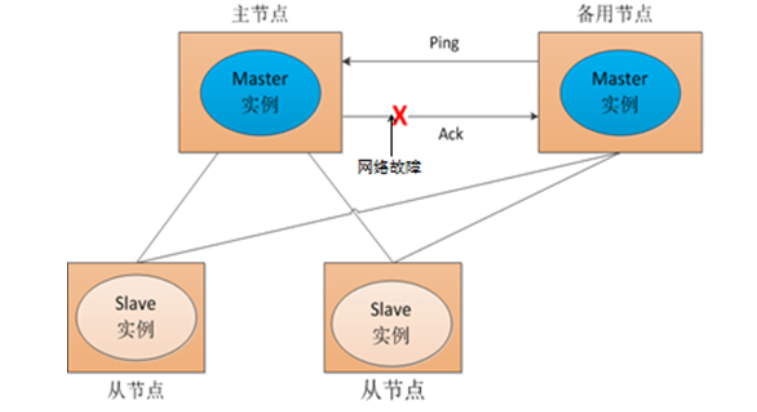 主节点
备用节点
Ping
Master
实例
Master
实例
X
Ack
网络故障
Slave
实例
Slave
实例
从节点
从节点